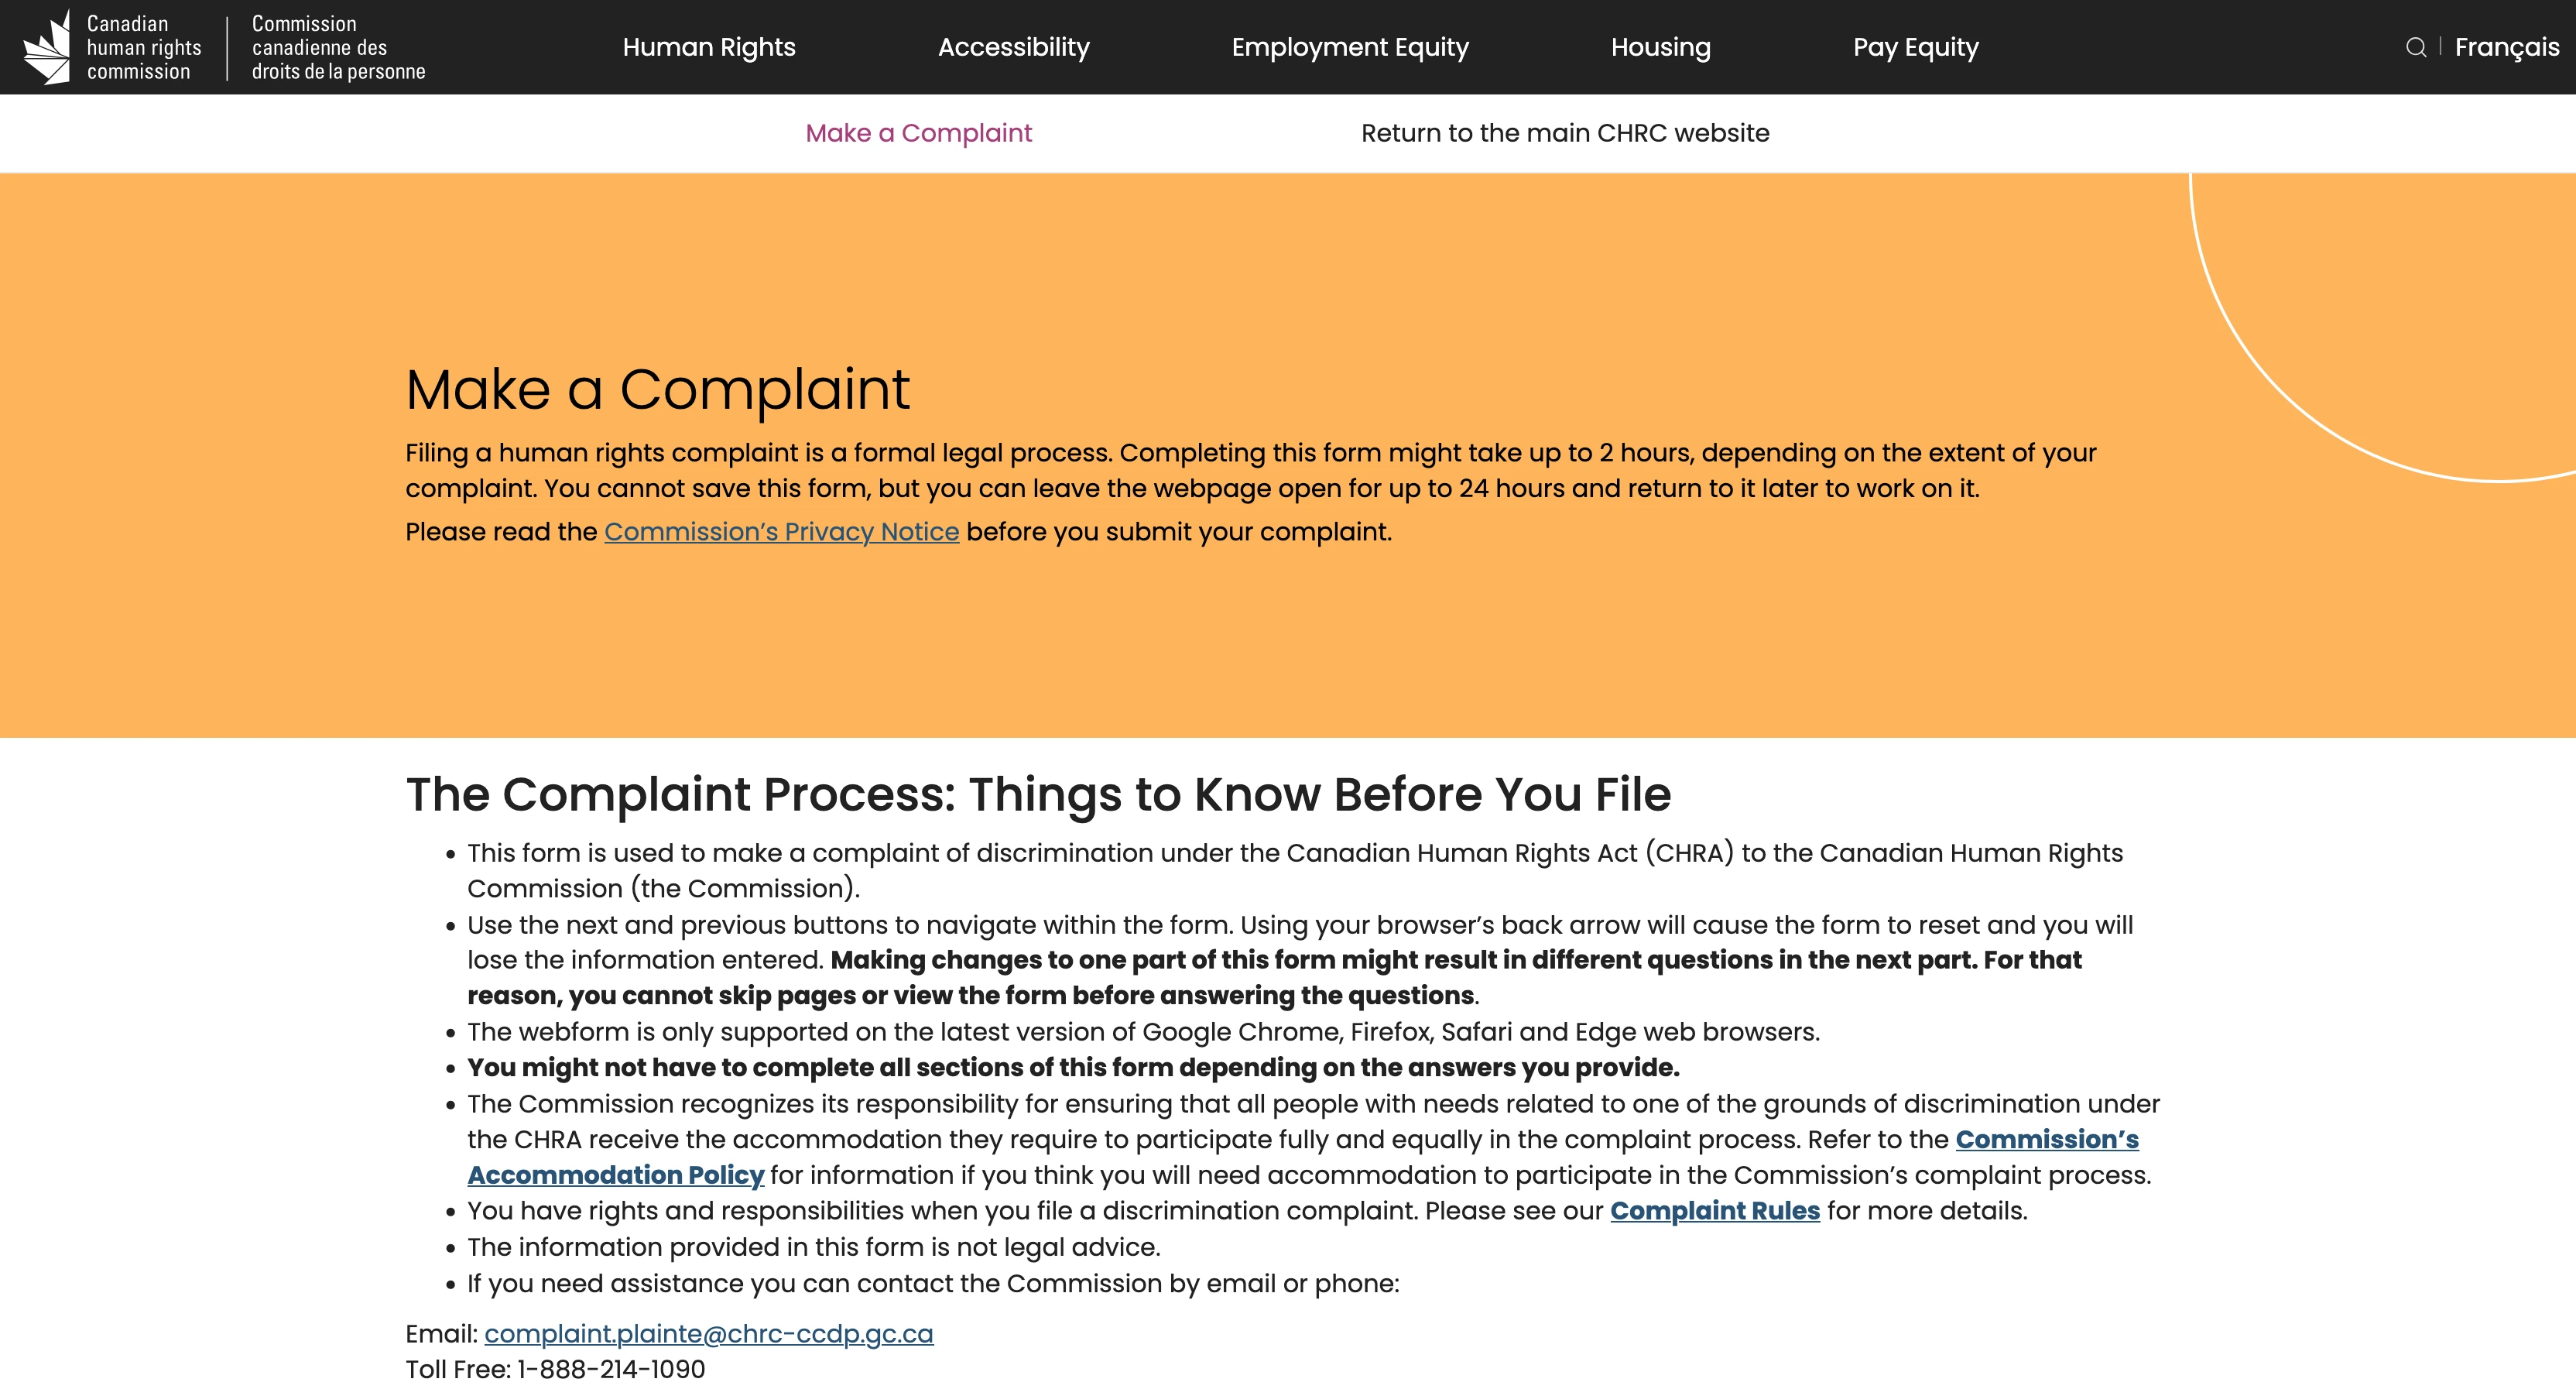 Canadian
human rights
commission
Commission
canadienne des
droits de la personne
Human Rights
Accessibility
Employment Equity
Housing
Pay Equity
Français
Make a Complaint
Return to the main CHRC website
Make a Complaint
Filing a human rights complaint is a formal legal process. Completing this form might take up to 2 hours, depending on the extent of your
complaint. You cannot save this form, but you can leave the webpage open for up to 24 hours and return to it later to work on it.
Please read the Commission’s Privacy Notice before you submit your complaint.
The Complaint Process: Things to Know Before You File
• This form is used to make a complaint of discrimination under the Canadian Human Rights Act (CHRA) to the Canadian Human Rights
Commission (the Commission).
• Use the next and previous buttons to navigate within the form. Using your browser’s back arrow will cause the form to reset and you will
lose the information entered. Making changes to one part of this form might result in different questions in the next part. For that
reason, you cannot skip pages or view the form before answering the questions.
• The webform is only supported on the latest version of Google Chrome, Firefox, Safari and Edge web browsers.
• You might not have to complete all sections of this form depending on the answers you provide.
• The Commission recognizes its responsibility for ensuring that all people with needs related to one of the grounds of discrimination under
the CHRA receive the accommodation they require to participate fully and equally in the complaint process. Refer to the Commission’s
Accommodation Policy for information if you think you will need accommodation to participate in the Commission’s complaint process.
• You have rights and responsibilities when you file a discrimination complaint. Please see our Complaint Rules for more details.
• The information provided in this form is not legal advice.
• If you need assistance you can contact the Commission by email or phone:
Email: complaint.plainte@chrc-ccdp.gc.ca
Toll Free: 1-888-214-1090